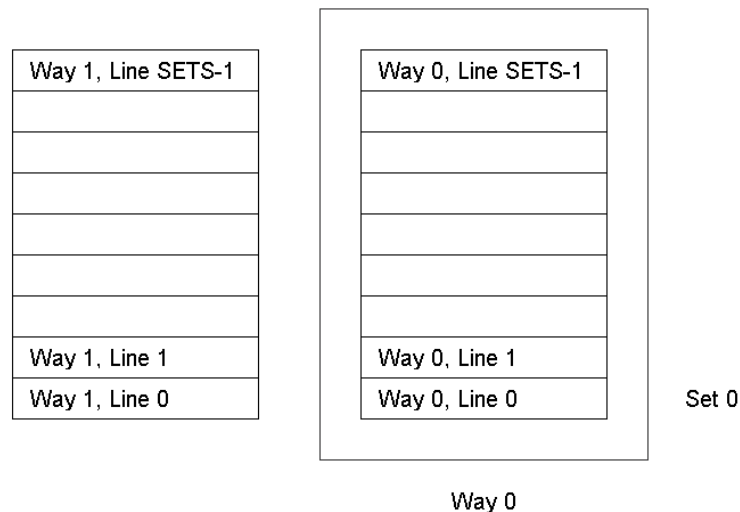 Way 1, Line SETS-1
Way 0, Line SETS-1
Way 1, Line 1
Way 0, Line 1
Way 1, Line 0
Way 0, Line 0
Set 0
Way 0